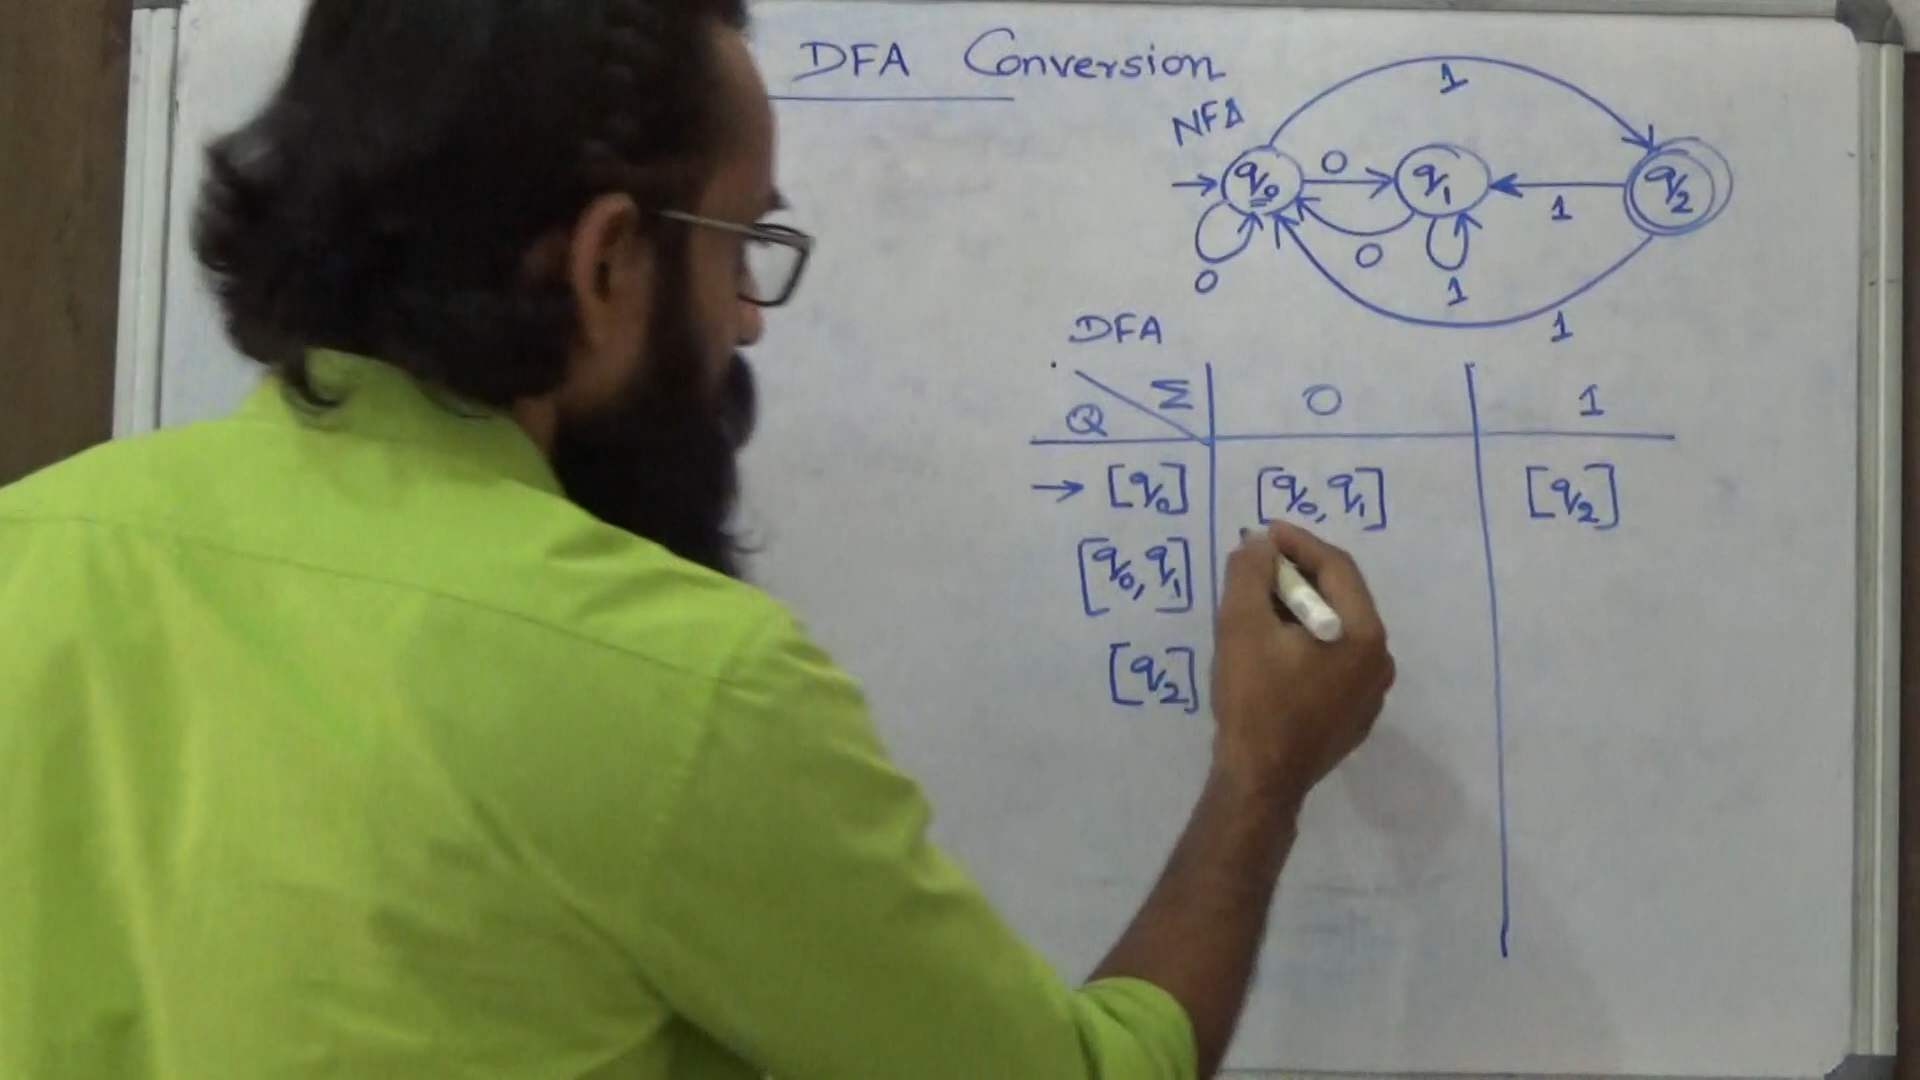 DFA Conversion
NFA
1
q0 0 q1 1 q2
0 0 1 1
DFA
Q Σ 0 1
→ [q0] [q0, q1] [q2]
[q0, q1]
[q2]